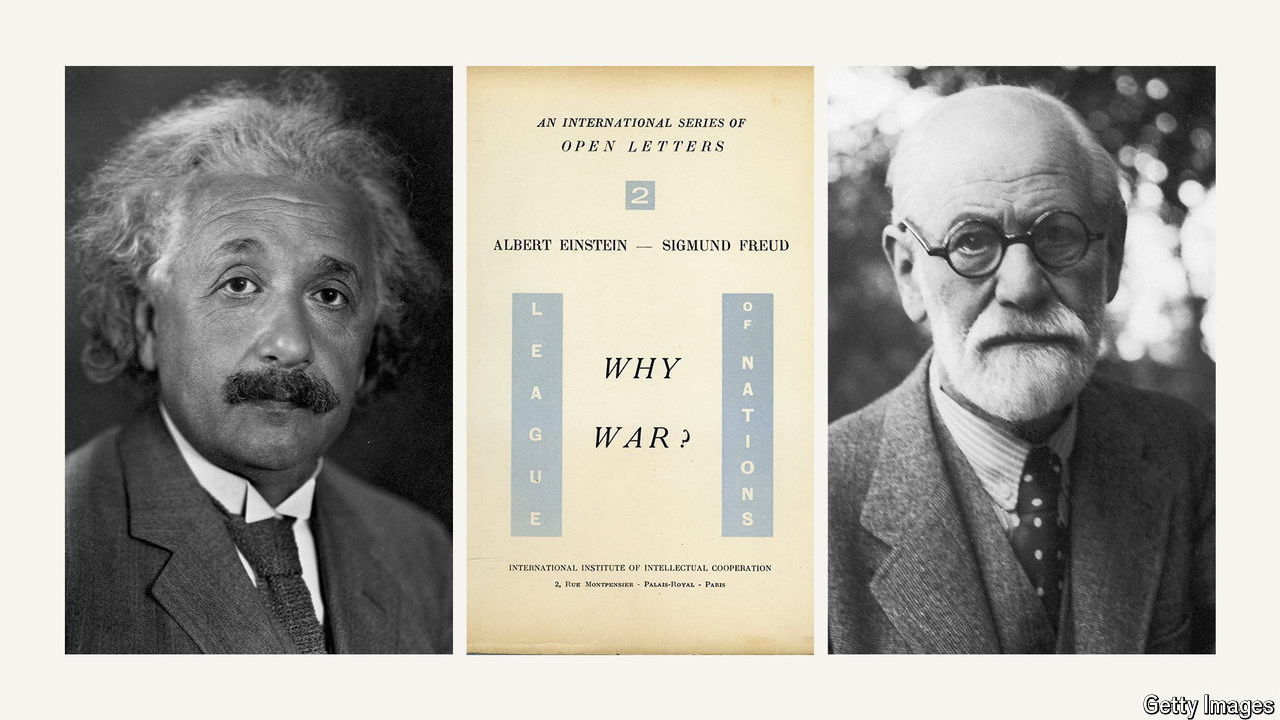 AN INTERNATIONAL SERIES OF
OPEN LETTERS
2
ALBERT EINSTEIN — SIGMUND FREUD
LEAGUE
OF NATIONS
WHY
WAR?
INTERNATIONAL INSTITUTE OF INTELLECTUAL COOPERATION
2, Rue Montpensier - Palais-Royal - Paris
Getty Images